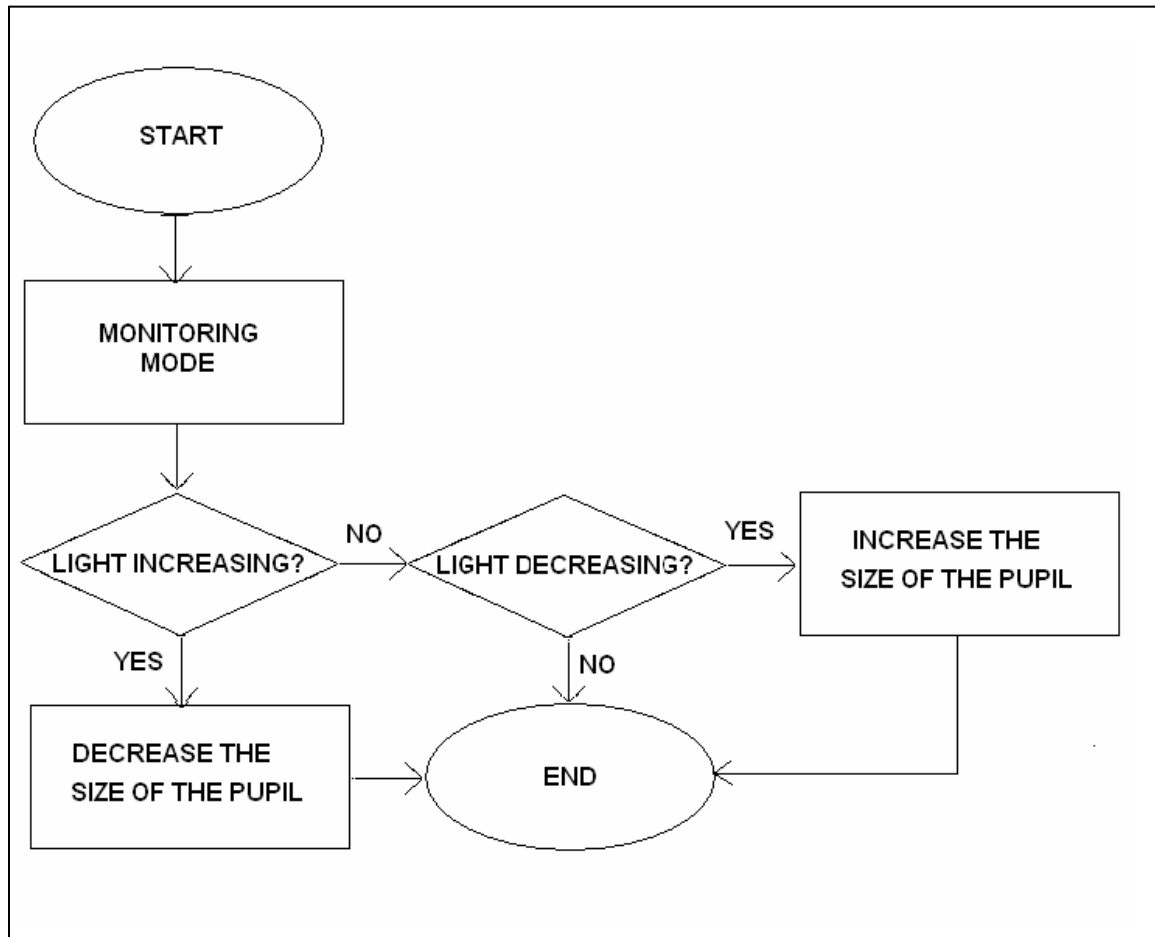 START
MONITORING
MODE
LIGHT INCREASING?
NO
LIGHT DECREASING?
YES
INCREASE THE
SIZE OF THE PUPIL
YES
NO
DECREASE THE
SIZE OF THE PUPIL
END